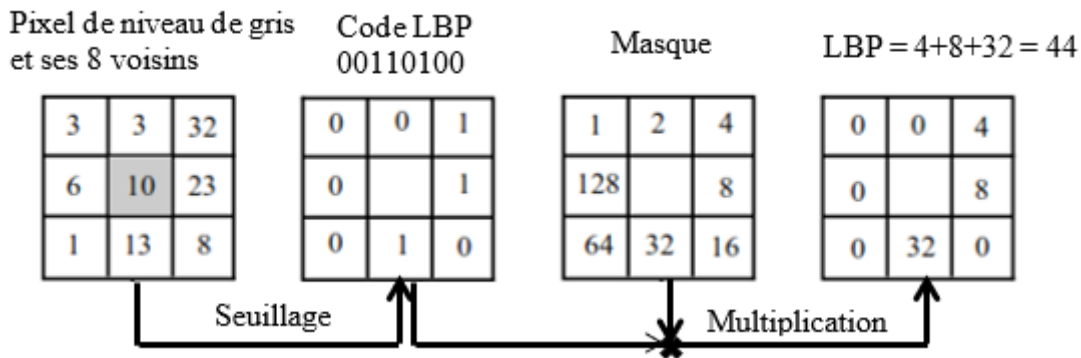 Pixel de niveau de gris
et ses 8 voisins
Code LBP
00110100
Masque
LBP = 4+8+32 = 44
3 3 32
6 10 23
1 13 8
0 0 1
0 1
0 1 0
1 2 4
128 8
64 32 16
0 0 4
0 8
0 32 0
Seuillage
Multiplication